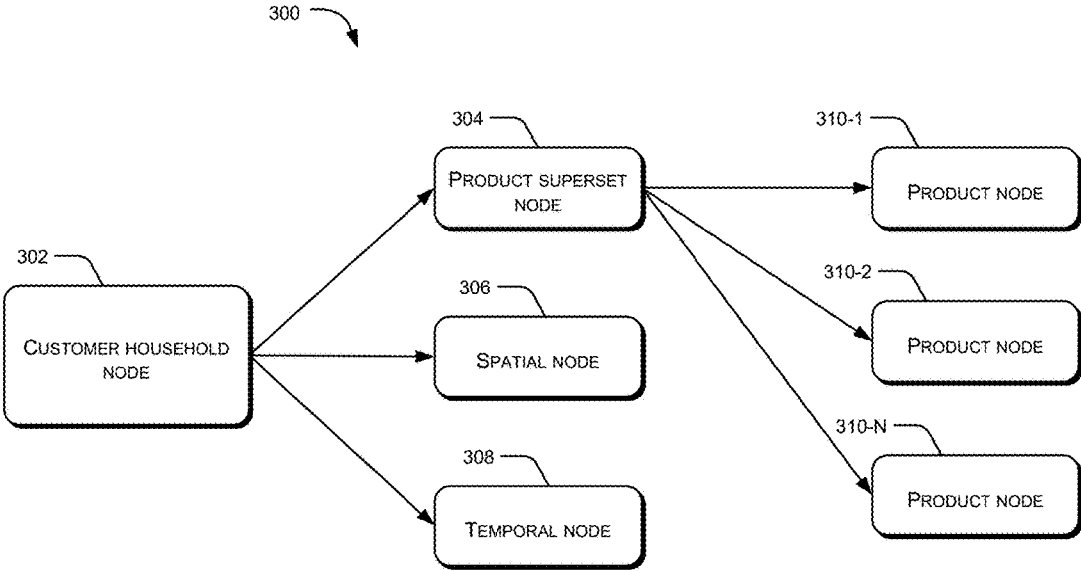 300
304
PRODUCT SUPERSET
NODE
310-1
PRODUCT NODE
302
CUSTOMER HOUSEHOLD
NODE
306
SPATIAL NODE
310-2
PRODUCT NODE
308
TEMPORAL NODE
310-N
PRODUCT NODE